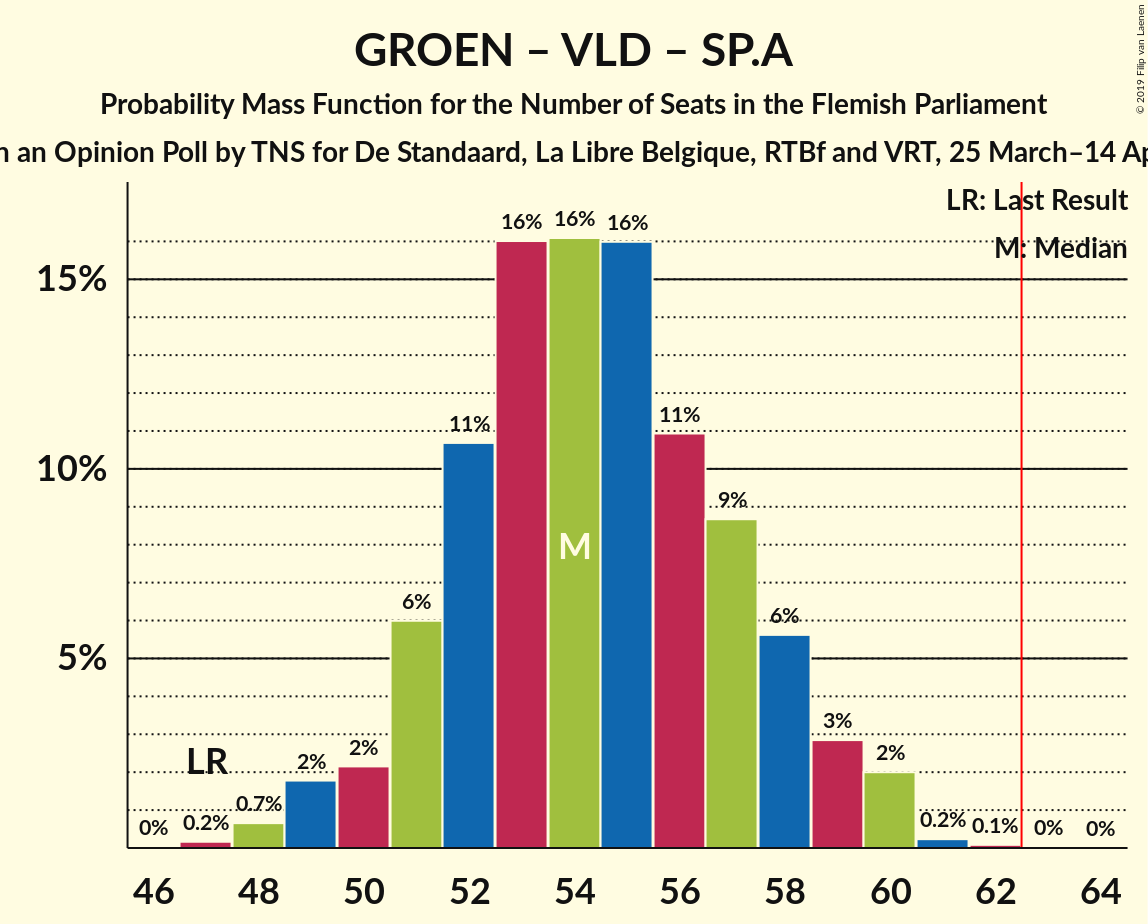 GROEN – VLD – SP.A
Probability Mass Function for the Number of Seats in the Flemish Parliament
an Opinion Poll by TNS for De Standaard, La Libre Belgique, RTBf and VRT, 25 March–14
© 2019 Filip van Laenen
LR: Last Result
M: Median
16% 16% 16%
15%
11% 11%
10%
9%
M
6% 6%
5%
3%
LR 2% 2% 2%
0% 0.2% 0.7% 0.2% 0.1% 0% 0%
46 48 50 52 54 56 58 60 62 64